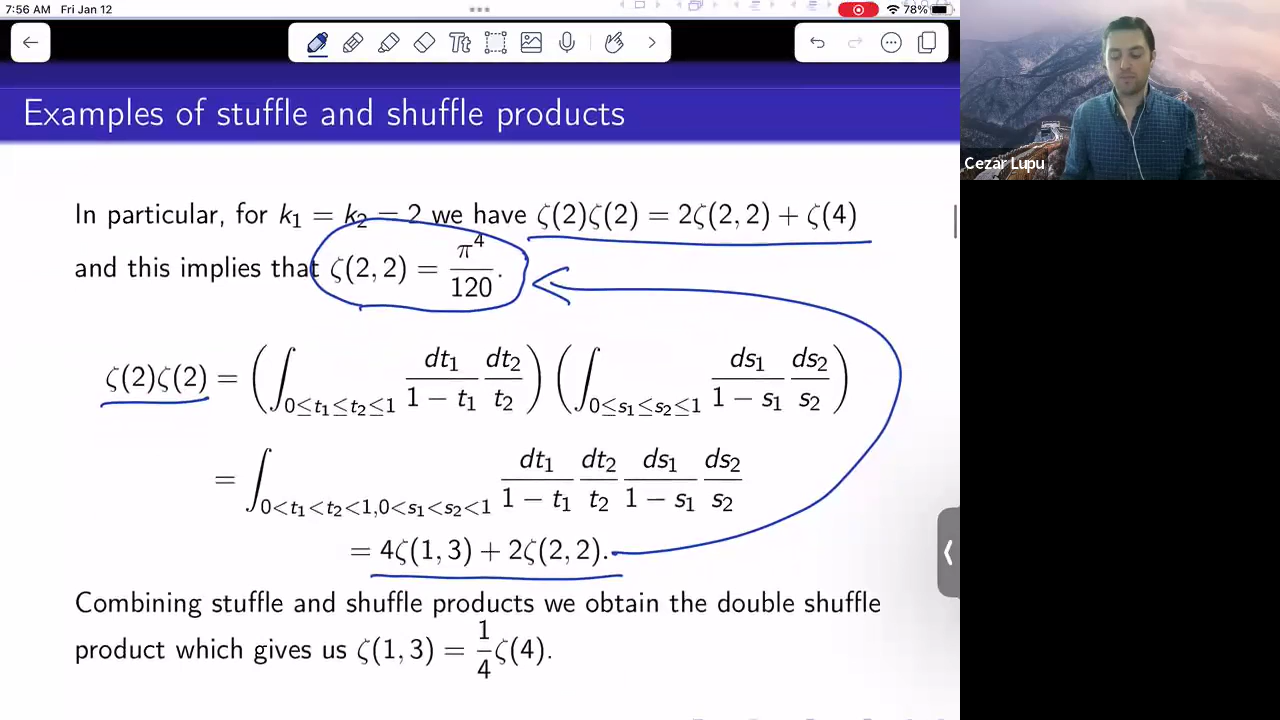 7:56 AM Fri Jan 12
78%
Tt
Examples of stuffle and shuffle products
Cezar Lupu
In particular, for k₁ = k₂ = 2 we have ζ(2)ζ(2) = 2ζ(2, 2) + ζ(4)
and this implies that ζ(2, 2) = π⁴/120.
ζ(2)ζ(2) = (∫_{0≤t₁≤t₂≤1} dt₁/(1 − t₁) dt₂/t₂) (∫_{0≤s₁≤s₂≤1} ds₁/(1 − s₁) ds₂/s₂)
= ∫_{0<t₁<t₂<1,0<s₁<s₂<1} dt₁/(1 − t₁) dt₂/t₂ ds₁/(1 − s₁) ds₂/s₂
= 4ζ(1, 3) + 2ζ(2, 2).
Combining stuffle and shuffle products we obtain the double shuffle
product which gives us ζ(1, 3) = 1/4 ζ(4).